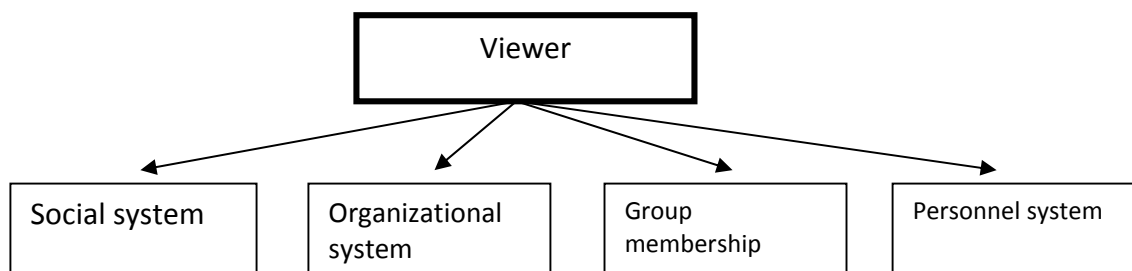 Viewer
Social system
Organizational
system
Group
membership
Personnel system